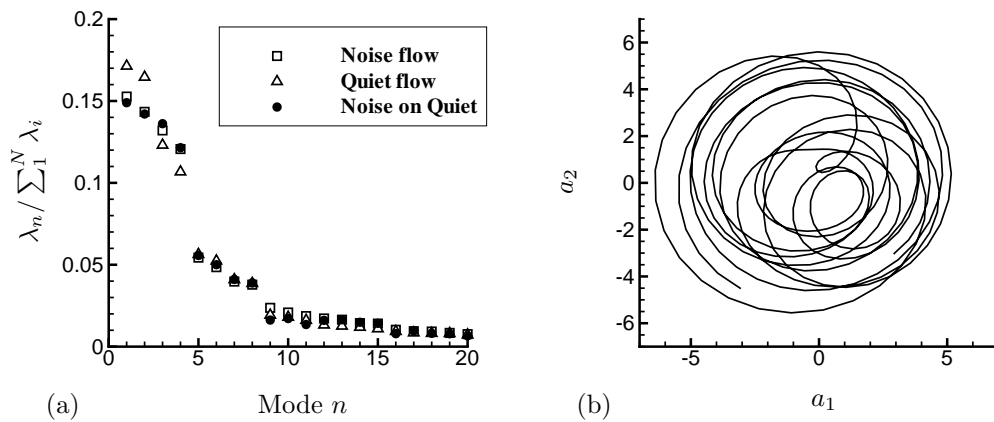 0.2
0.15
0.1
0.05
0
λₙ/ ∑₁ᴺ λᵢ
Noise flow
Quiet flow
Noise on Quiet
0 5 10 15 20
(a) Mode n
6
4
2
0
-2
-4
-6
a₂
-5 0 5
(b) a₁